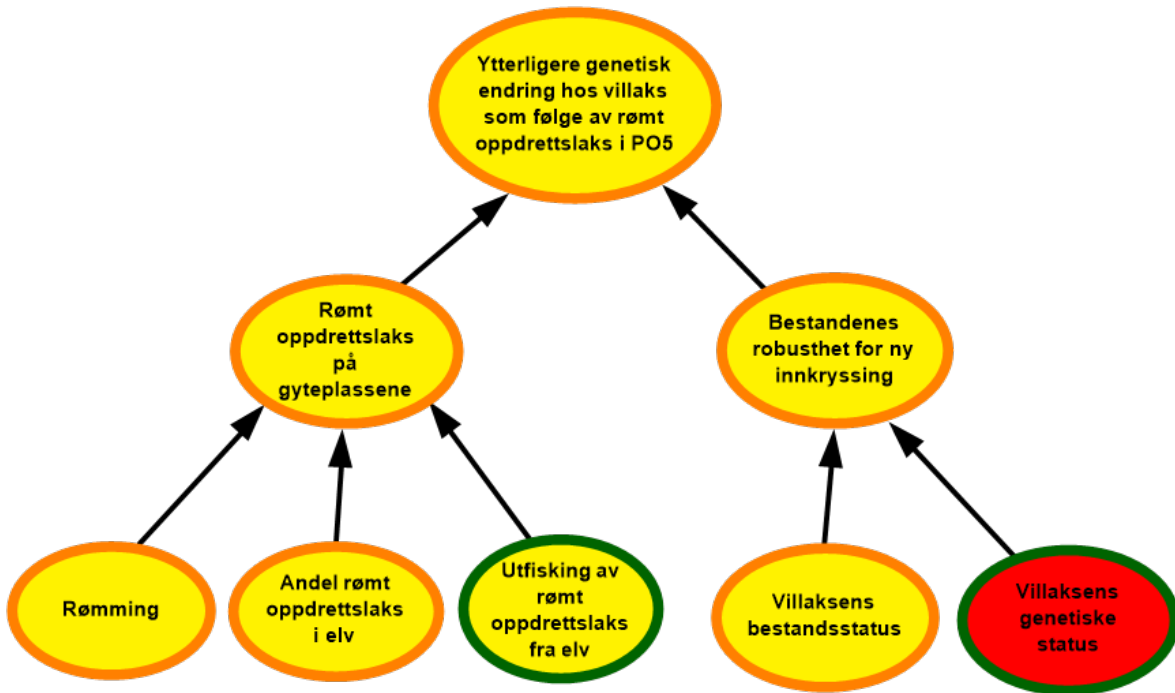 Ytterligere genetisk
endring hos villaks
som følge av rømt
oppdrettslaks i PO5
Rømt
oppdrettslaks
på
gyteplassene
Bestandenes
robusthet for ny
innkryssing
Rømming
Andel rømt
oppdrettslaks
i elv
Utfisking av
rømt
oppdrettslaks
fra elv
Villaksens
bestandsstatus
Villaksens
genetiske
status